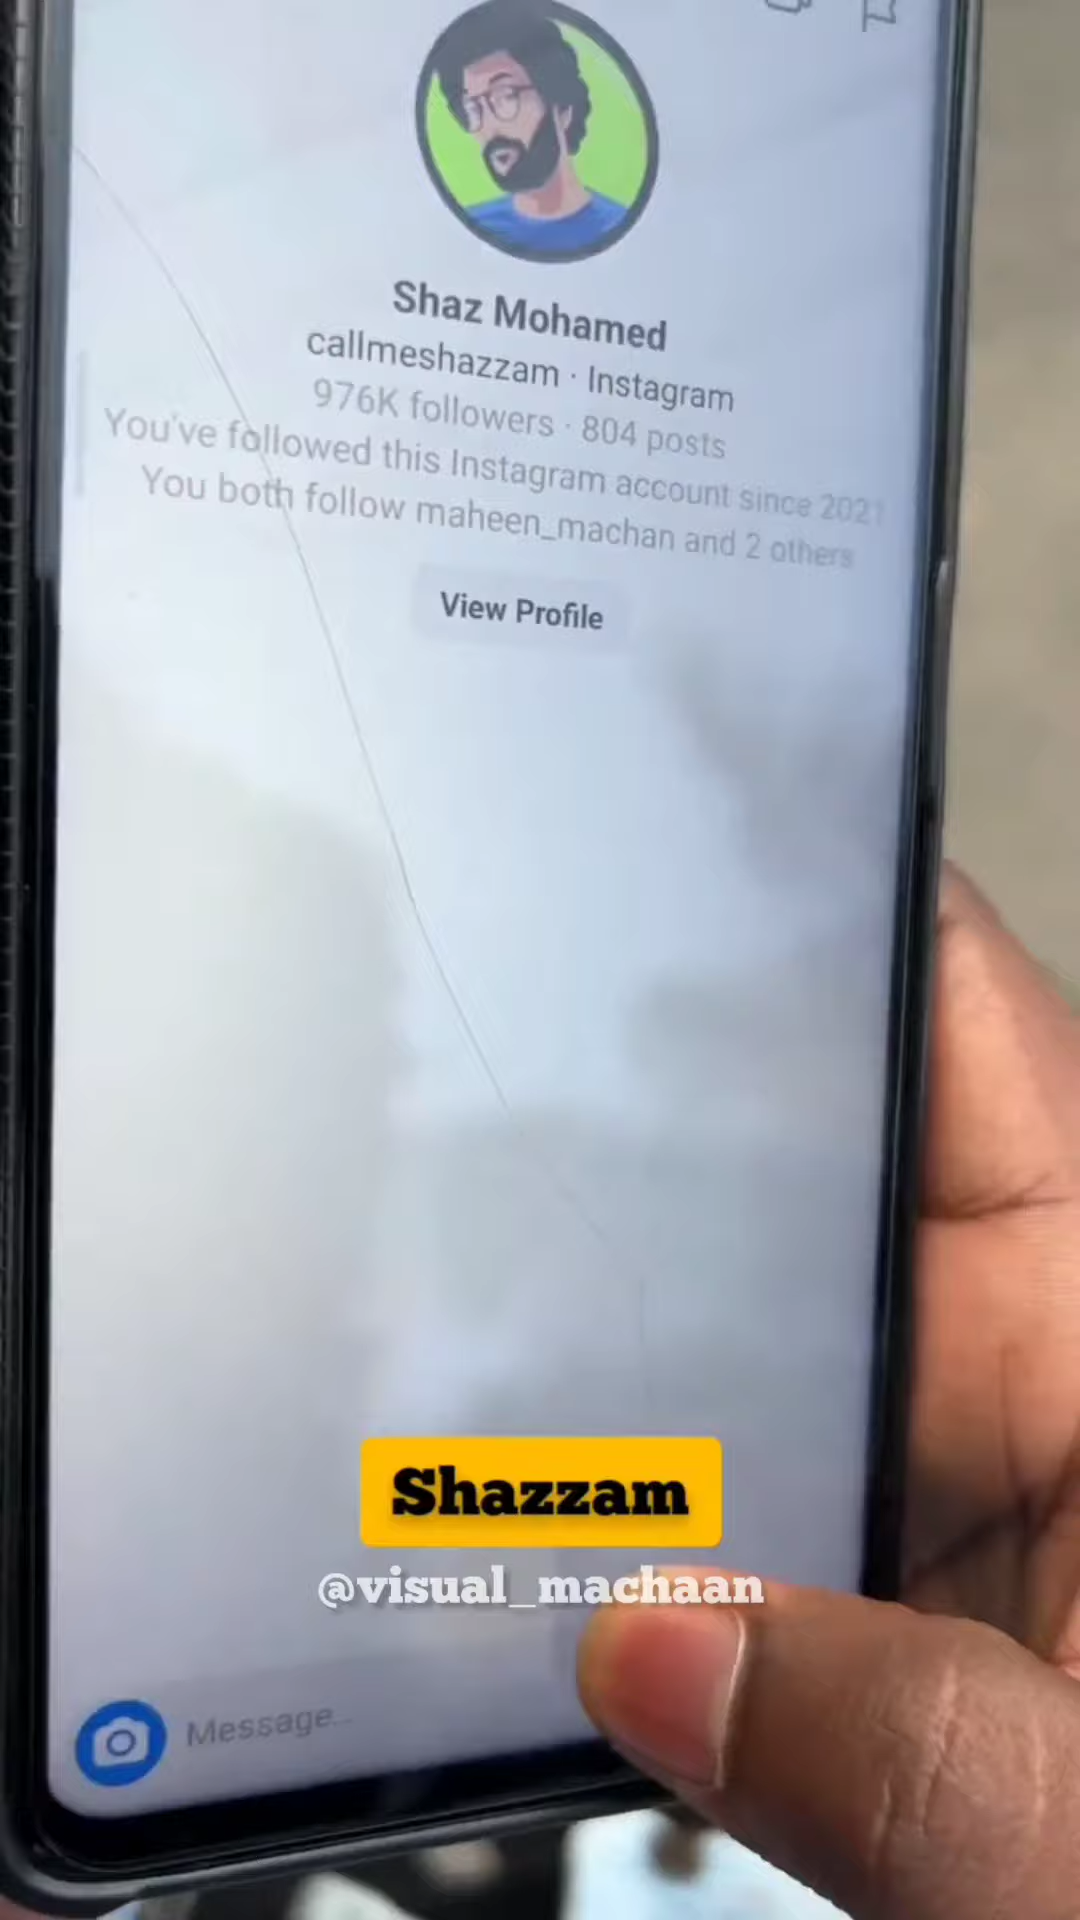 Shaz Mohamed
callmeshazzam · Instagram
976K followers · 804 posts
You've followed this Instagram account since 2021
You both follow maheen_machan and 2 others
View Profile
Shazzam
@visual_machaan
Message...